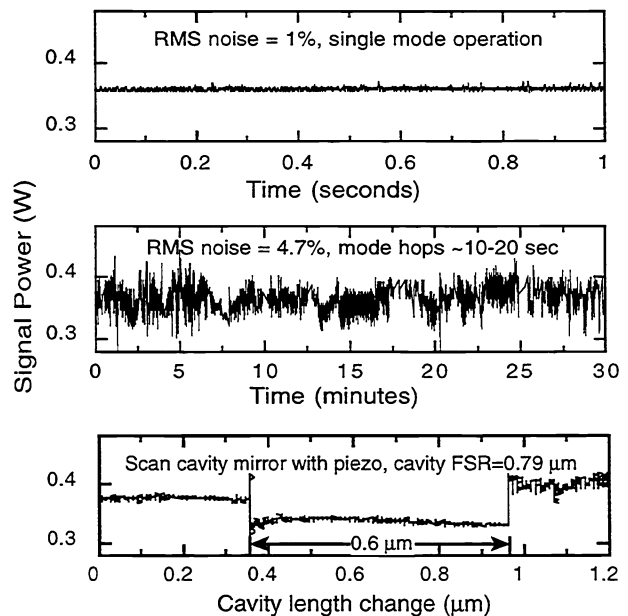 RMS noise = 1%, single mode operation
0.4
0.3
0 0.2 0.4 0.6 0.8 1
Time (seconds)
Signal Power (W)
RMS noise = 4.7%, mode hops ~10-20 sec
0.4
0.3
0 5 10 15 20 25 30
Time (minutes)
Scan cavity mirror with piezo, cavity FSR=0.79 μm
0.4
0.3
0.6 μm
0 0.2 0.4 0.6 0.8 1 1.2
Cavity length change (μm)